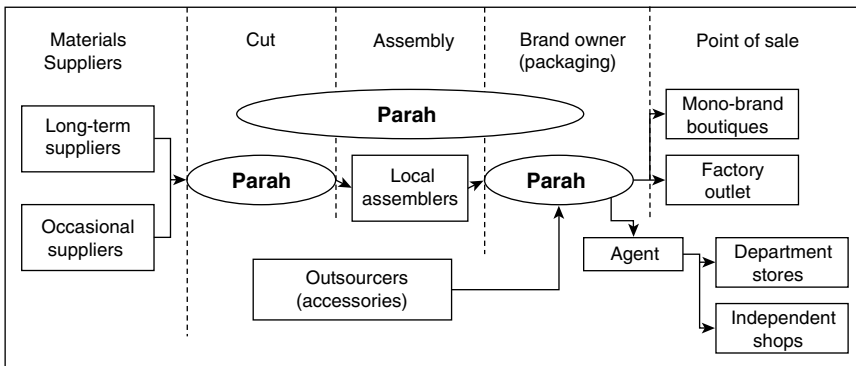 Materials
Suppliers
Cut
Assembly
Brand owner
(packaging)
Point of sale
Parah
Mono-brand
boutiques
Long-term
suppliers
Parah
Local
assemblers
Parah
Factory
outlet
Occasional
suppliers
Agent
Department
stores
Outsourcers
(accessories)
Independent
shops